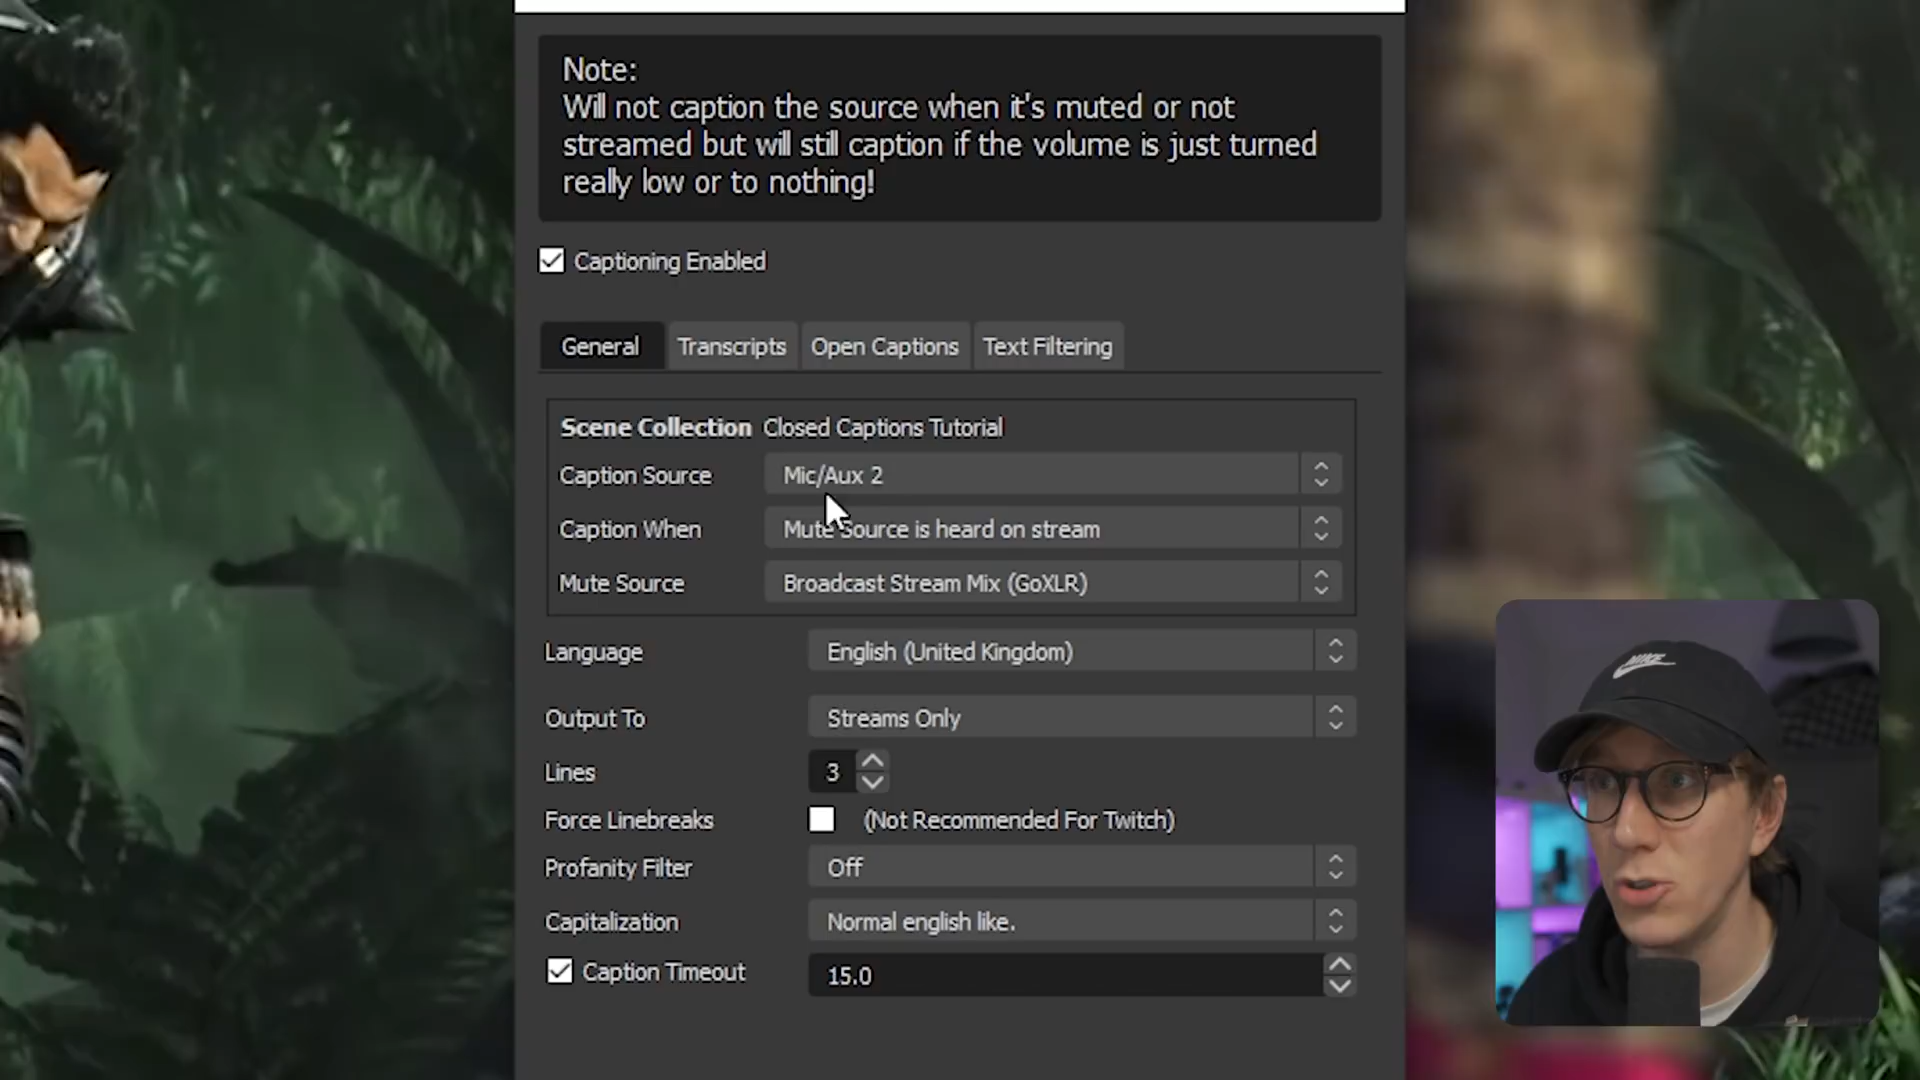 Note:
Will not caption the source when it's muted or not
streamed but will still caption if the volume is just turned
really low or to nothing!
Captioning Enabled
General Transcripts Open Captions Text Filtering
Scene Collection Closed Captions Tutorial
Caption Source Mic/Aux 2
Caption When Mute Source is heard on stream
Mute Source Broadcast Stream Mix (GoXLR)
Language English (United Kingdom)
Output To Streams Only
Lines 3
Force Linebreaks (Not Recommended For Twitch)
Profanity Filter Off
Capitalization Normal english like.
Caption Timeout 15.0
NIKE